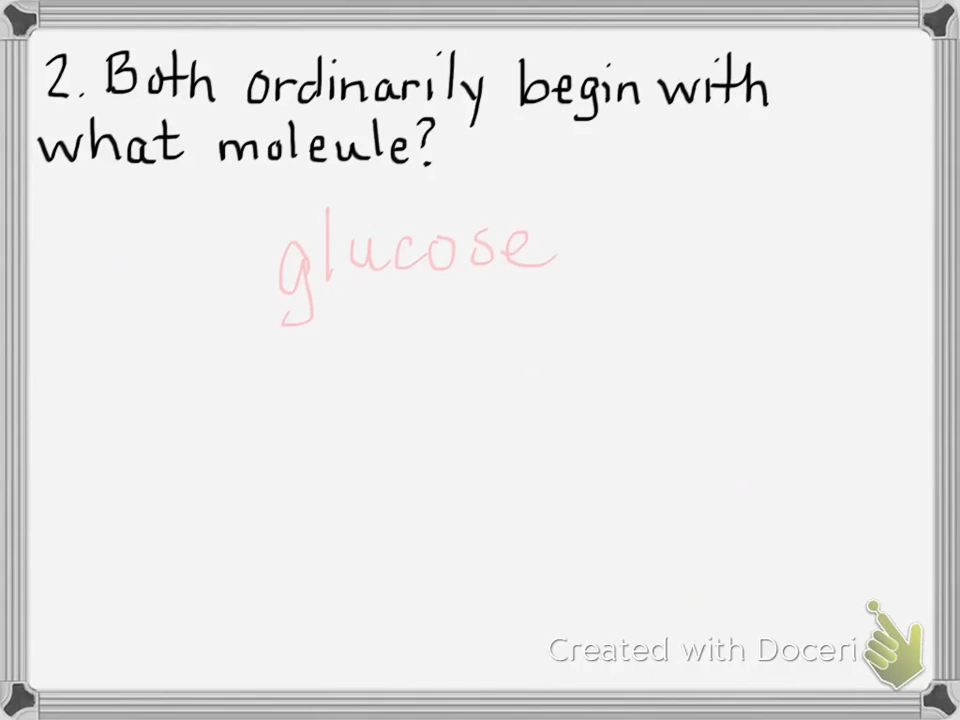 2. Both ordinarily begin with
what moleule?
glucose
Created with Doceri